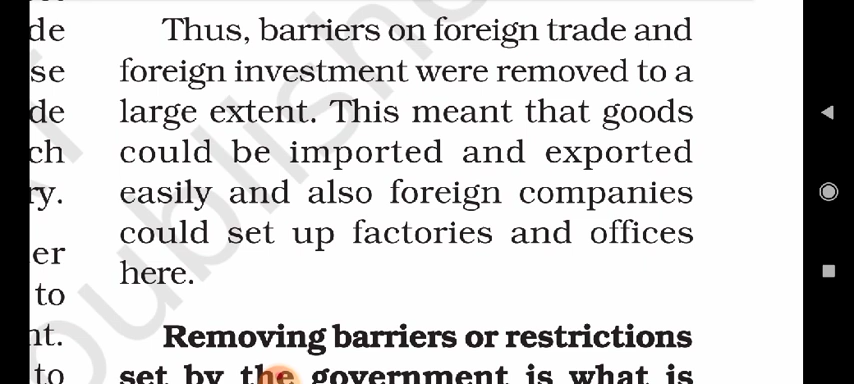 de
se
de
ch
ry.
er
to
nt.
to
Thus, barriers on foreign trade and
foreign investment were removed to a
large extent. This meant that goods
could be imported and exported
easily and also foreign companies
could set up factories and offices
here.
Removing barriers or restrictions
set by the government is what is